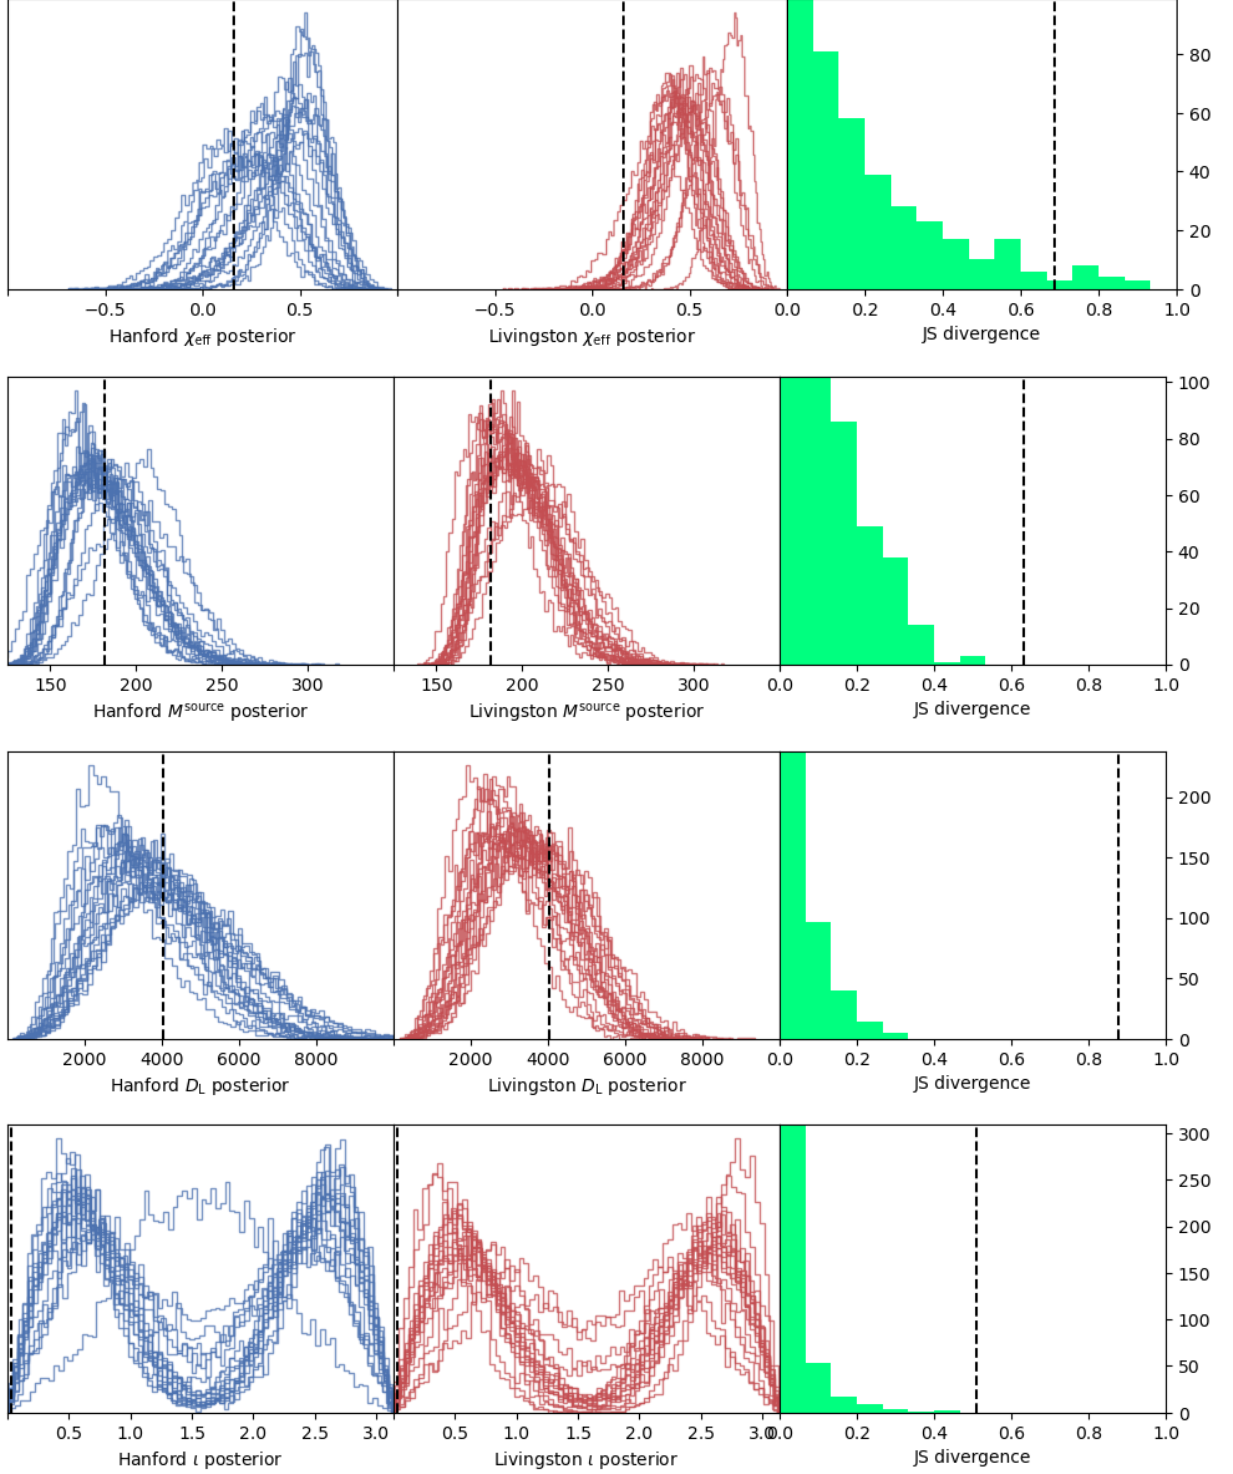 80
60
40
20
0
−0.5 0.0 0.5 −0.5 0.0 0.5 0.0 0.2 0.4 0.6 0.8 1.0
Hanford χeff posterior Livingston χeff posterior JS divergence
100
80
60
40
20
0
150 200 250 300 150 200 250 300 0.0 0.2 0.4 0.6 0.8 1.0
Hanford Msource posterior Livingston Msource posterior JS divergence
200
150
100
50
0
2000 4000 6000 8000 2000 4000 6000 8000 0.0 0.2 0.4 0.6 0.8 1.0
Hanford DL posterior Livingston DL posterior JS divergence
300
250
200
150
100
50
0
0.5 1.0 1.5 2.0 2.5 3.0 0.5 1.0 1.5 2.0 2.5 3.0 0.0 0.2 0.4 0.6 0.8 1.0
Hanford ι posterior Livingston ι posterior JS divergence